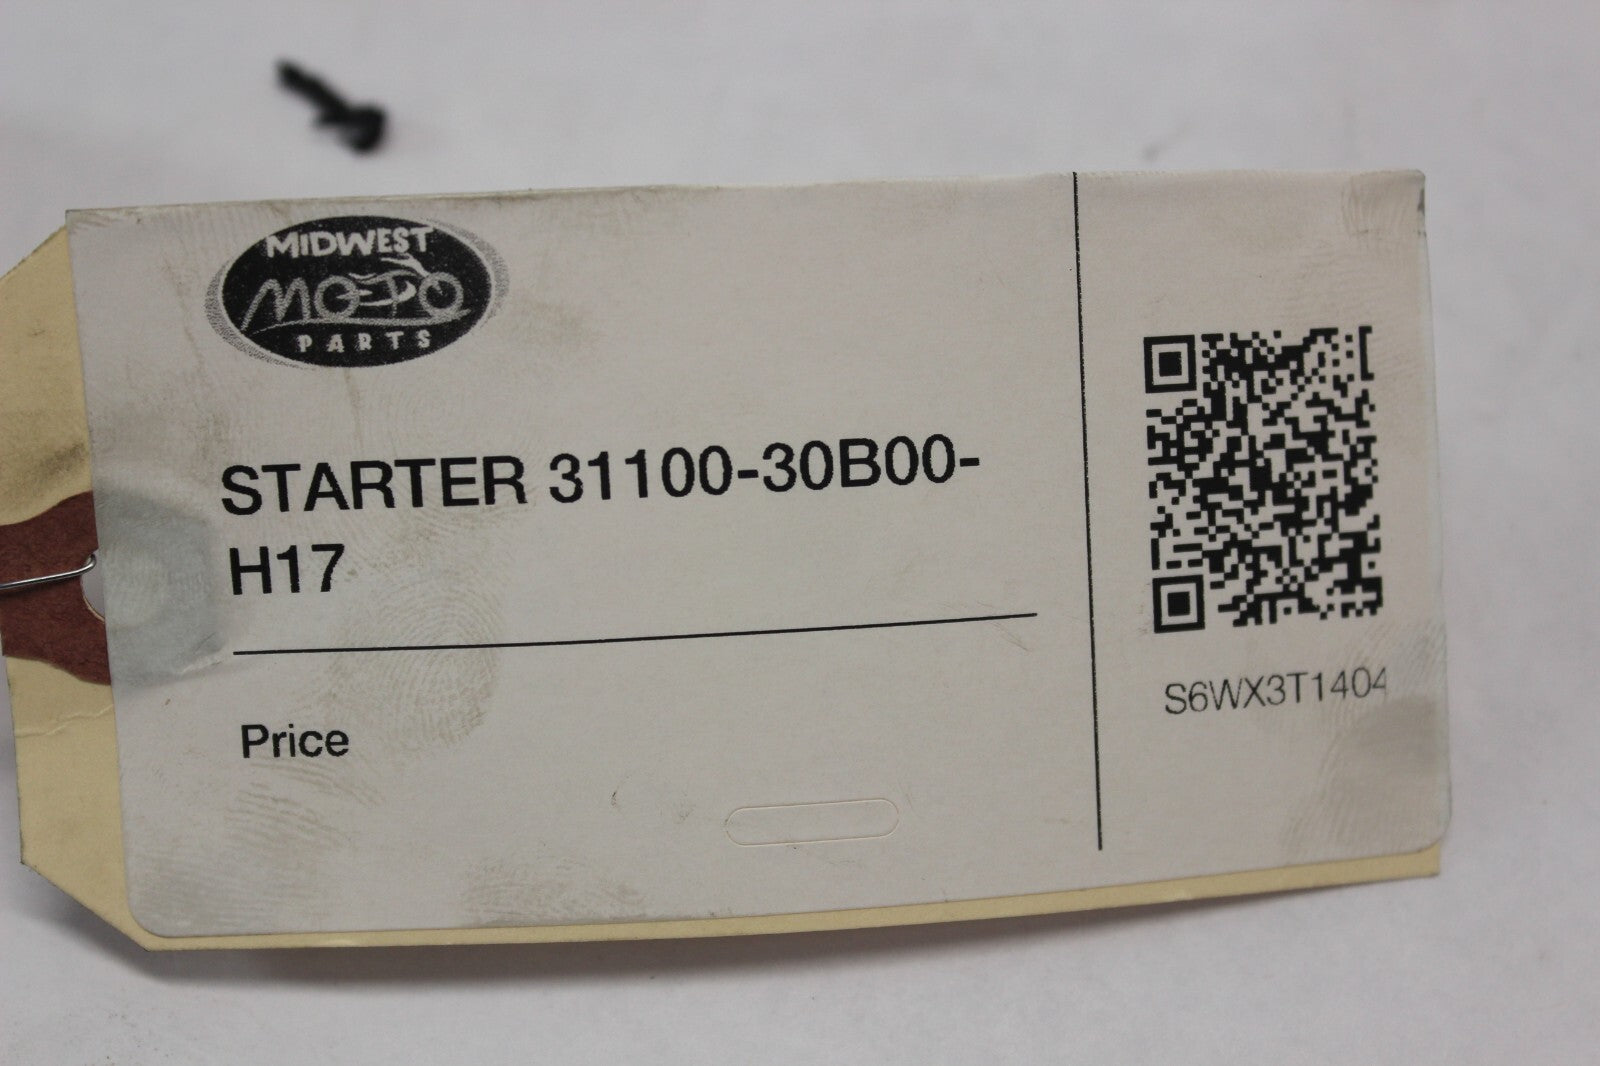 MIDWEST
MOTO
PARTS
STARTER 31100-30B00-
H17
Price
S6WX3T1404